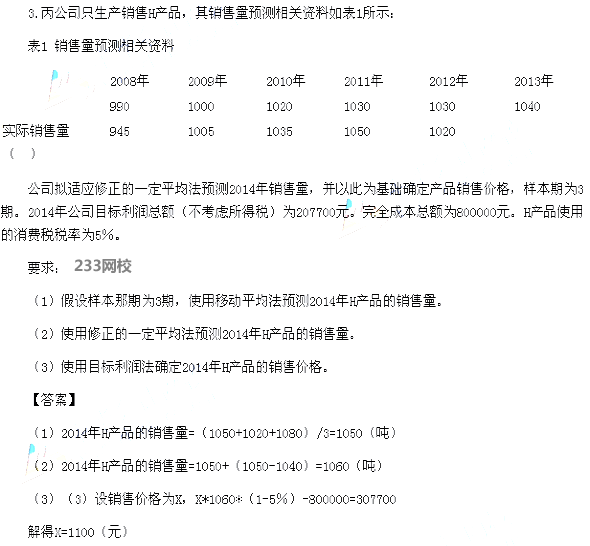 3.丙公司只生产销售H产品，其销售量预测相关资料如表1所示：
表1 销售量预测相关资料
2008年 2009年 2010年 2011年 2012年 2013年
990 1000 1020 1030 1030 1040
实际销售量 945 1005 1035 1050 1020
（ ）
公司拟适应修正的一定平均法预测2014年销售量，并以此为基础确定产品销售价格，样本期为3
期。2014年公司目标利润总额（不考虑所得税）为207700元。完全成本总额为800000元。H产品使用
的消费税税率为5％。
要求： 233网校
（1）假设样本那期为3期，使用移动平均法预测2014年H产品的销售量。
（2）使用修正的一定平均法预测2014年H产品的销售量。
（3）使用目标利润法确定2014年H产品的销售价格。
【答案】
（1）2014年H产品的销售量=（1050+1020+1080）/3=1050（吨）
（2）2014年H产品的销售量=1050+（1050-1040）=1060（吨）
（3）（3）设销售价格为X，X*1060*（1-5％）-800000=307700
解得X=1100（元）